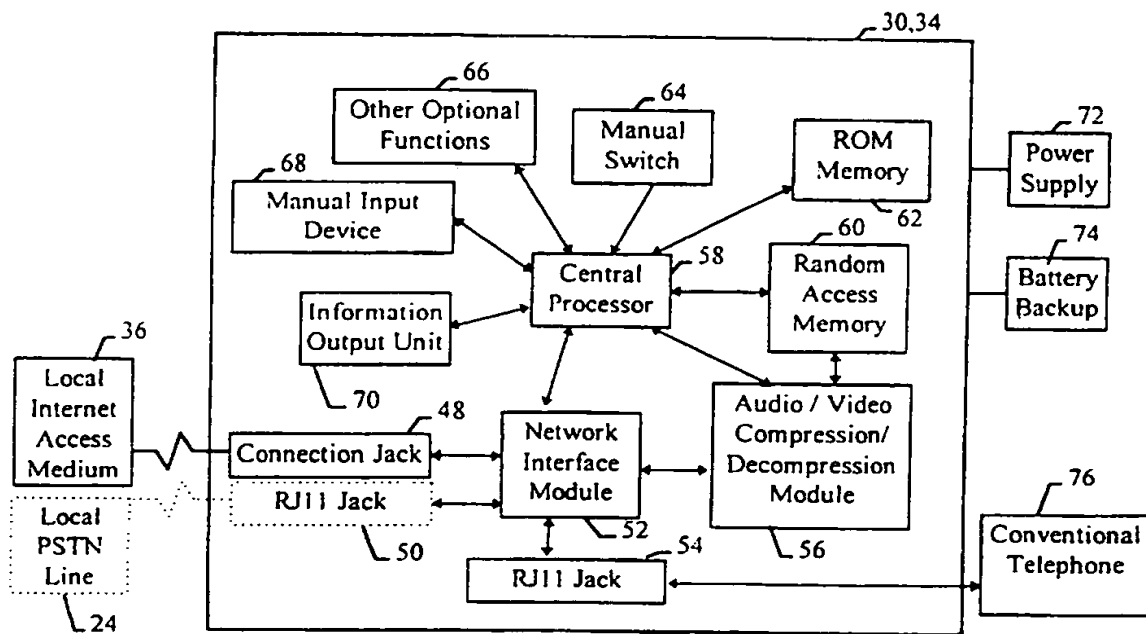 30,34
66
Other Optional
Functions
64
Manual
Switch
ROM
Memory
62
72
Power
Supply
68
Manual Input
Device
60
Random
Access
Memory
74
Battery
Backup
58
Central
Processor
Information
Output Unit
70
36
Local
Internet
Access
Medium
48
Connection Jack
Network
Interface
Module
52
Audio / Video
Compression/
Decompression
Module
56
RJ11 Jack
50
Local
PSTN
Line
24
54
RJ11 Jack
76
Conventional
Telephone